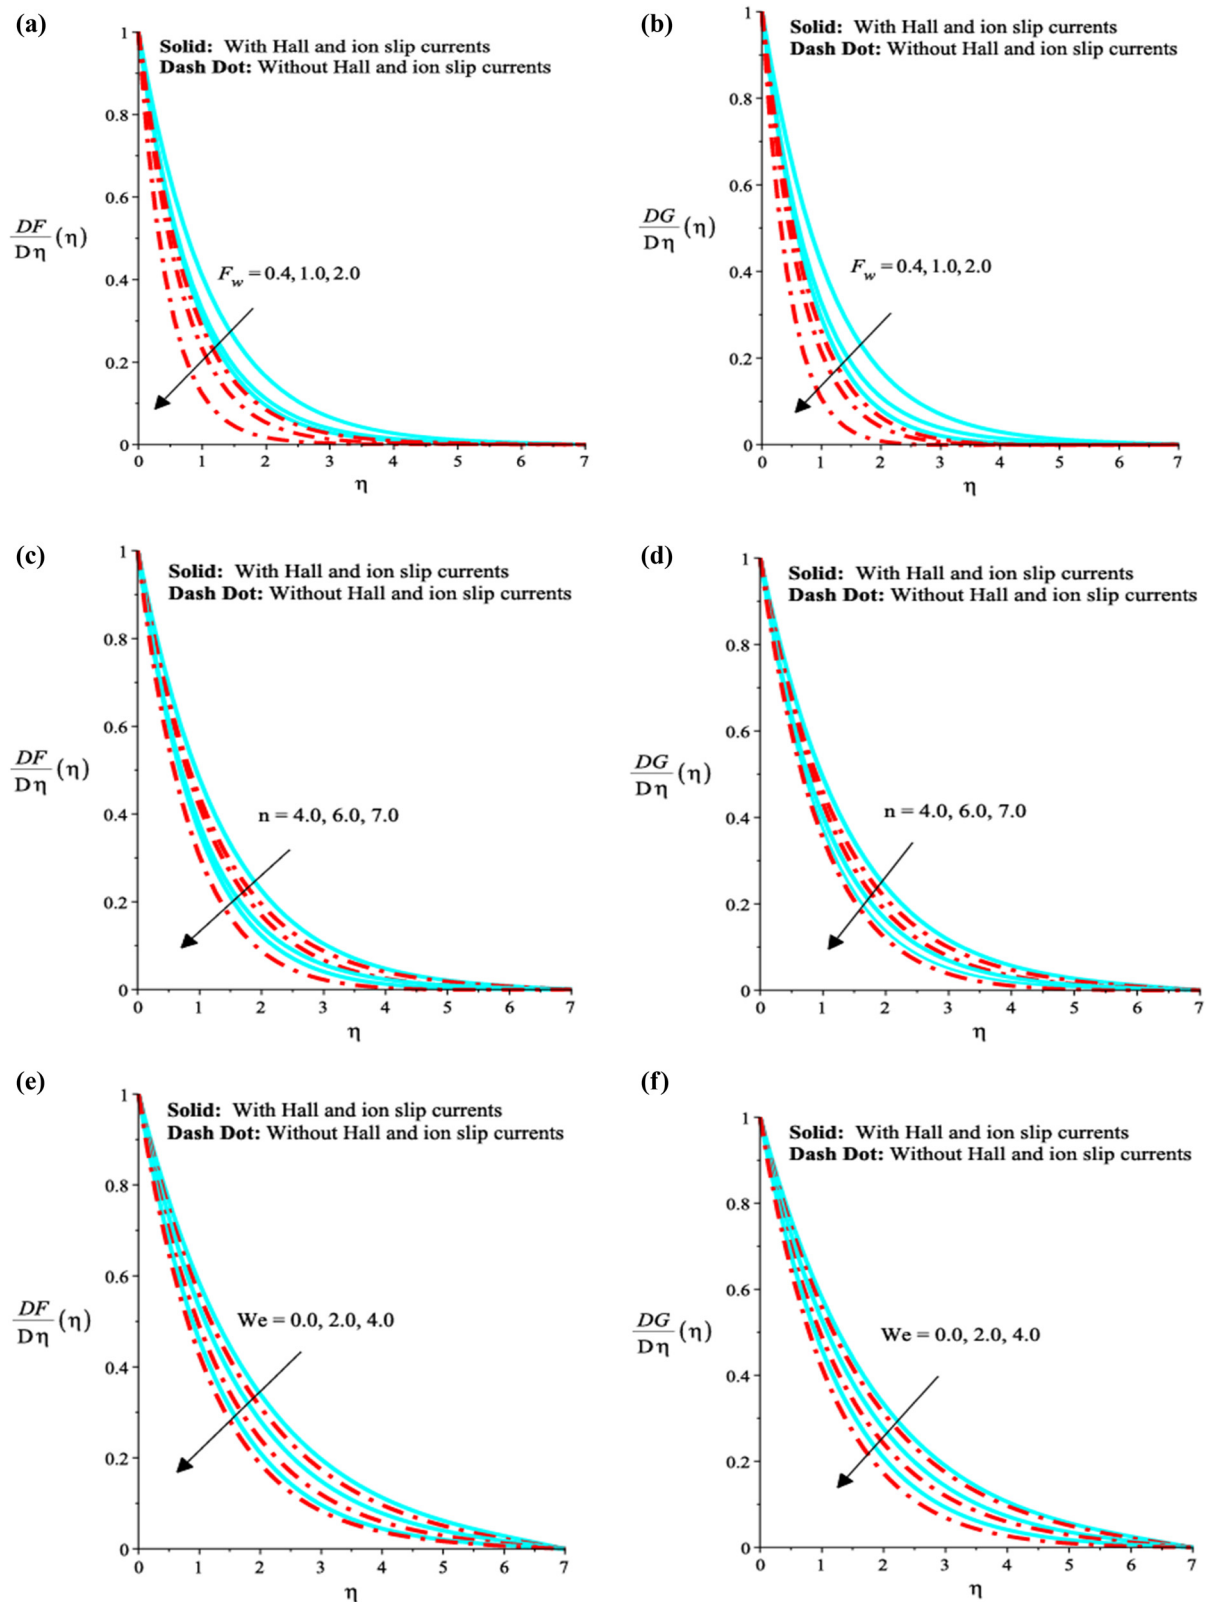 (a)
Solid: With Hall and ion slip currents
Dash Dot: Without Hall and ion slip currents
1
0.8
0.6
0.4
0.2
0
DF
Dη
(η)
F_w = 0.4, 1.0, 2.0
0 1 2 3 4 5 6 7
η
(b)
Solid: With Hall and ion slip currents
Dash Dot: Without Hall and ion slip currents
1
0.8
0.6
0.4
0.2
0
DG
Dη
(η)
F_w = 0.4, 1.0, 2.0
0 1 2 3 4 5 6 7
η
(c)
Solid: With Hall and ion slip currents
Dash Dot: Without Hall and ion slip currents
1
0.8
0.6
0.4
0.2
0
DF
Dη
(η)
n = 4.0, 6.0, 7.0
0 1 2 3 4 5 6 7
η
(d)
Solid: With Hall and ion slip currents
Dash Dot: Without Hall and ion slip currents
1
0.8
0.6
0.4
0.2
0
DG
Dη
(η)
n = 4.0, 6.0, 7.0
0 1 2 3 4 5 6 7
η
(e)
Solid: With Hall and ion slip currents
Dash Dot: Without Hall and ion slip currents
1
0.8
0.6
0.4
0.2
0
DF
Dη
(η)
We = 0.0, 2.0, 4.0
0 1 2 3 4 5 6 7
η
(f)
Solid: With Hall and ion slip currents
Dash Dot: Without Hall and ion slip currents
1
0.8
0.6
0.4
0.2
0
DG
Dη
(η)
We = 0.0, 2.0, 4.0
0 1 2 3 4 5 6 7
η